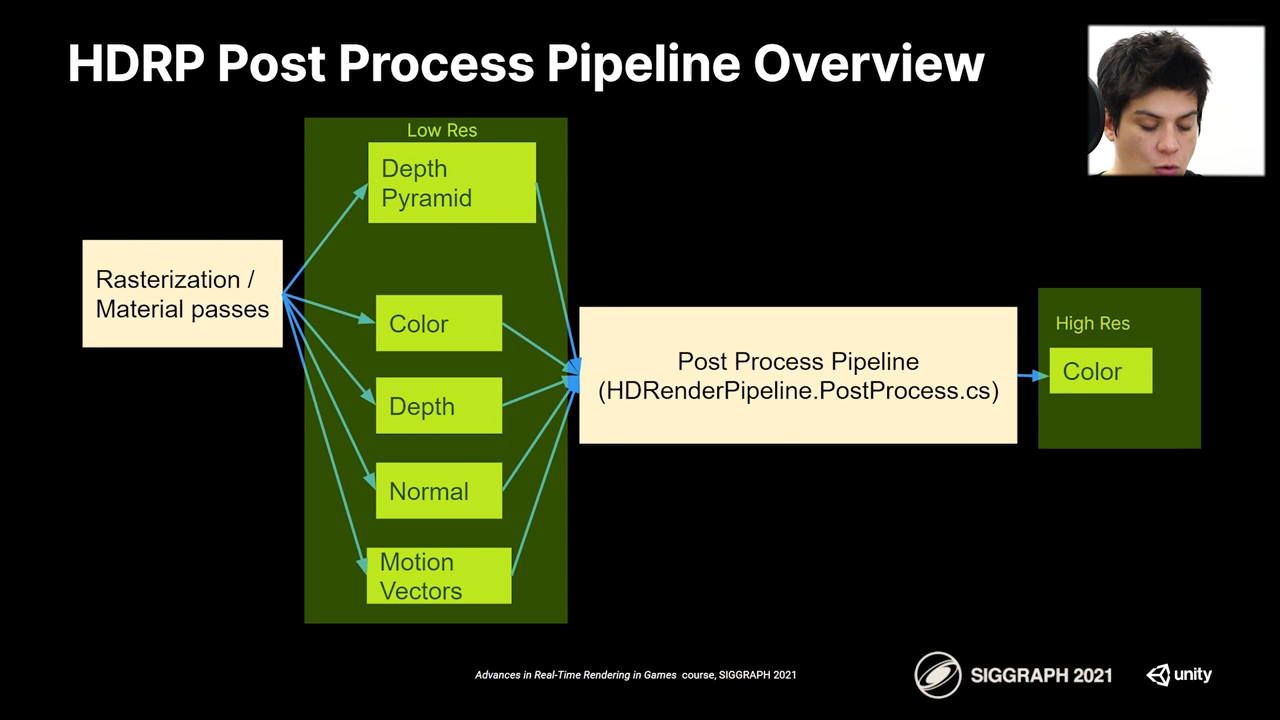 HDRP Post Process Pipeline Overview
Low Res
Depth
Pyramid
Rasterization /
Material passes
Color
Depth
Normal
Motion
Vectors
Post Process Pipeline
(HDRenderPipeline.PostProcess.cs)
High Res
Color
Advances in Real-Time Rendering in Games course, SIGGRAPH 2021
SIGGRAPH 2021
unity